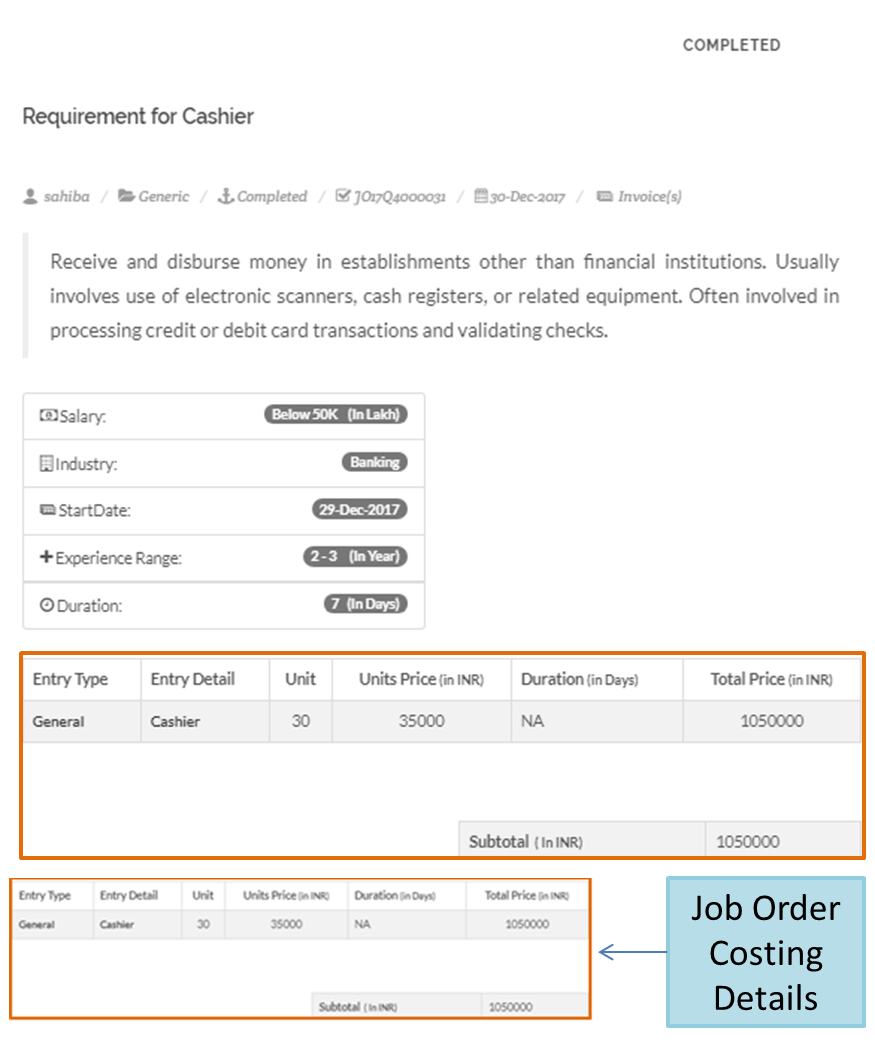 COMPLETED
Requirement for Cashier
sahiba / Generic / Completed / JO17Q4000031 / 30-Dec-2017 / Invoice(s)
Receive and disburse money in establishments other than financial institutions. Usually
involves use of electronic scanners, cash registers, or related equipment. Often involved in
processing credit or debit card transactions and validating checks.
Salary: Below 50K (In Lakh)
Industry: Banking
StartDate: 29-Dec-2017
Experience Range: 2 - 3 (In Year)
Duration: 7 (In Days)
Entry Type Entry Detail Unit Units Price (in INR) Duration (in Days) Total Price (in INR)
General Cashier 30 35000 NA 1050000
Subtotal ( In INR) 1050000
Entry Type Entry Detail Unit Units Price (in INR) Duration (in Days) Total Price (in INR)
General Cashier 30 35000 NA 1050000
Subtotal ( In INR) 1050000
Job Order
Costing
Details